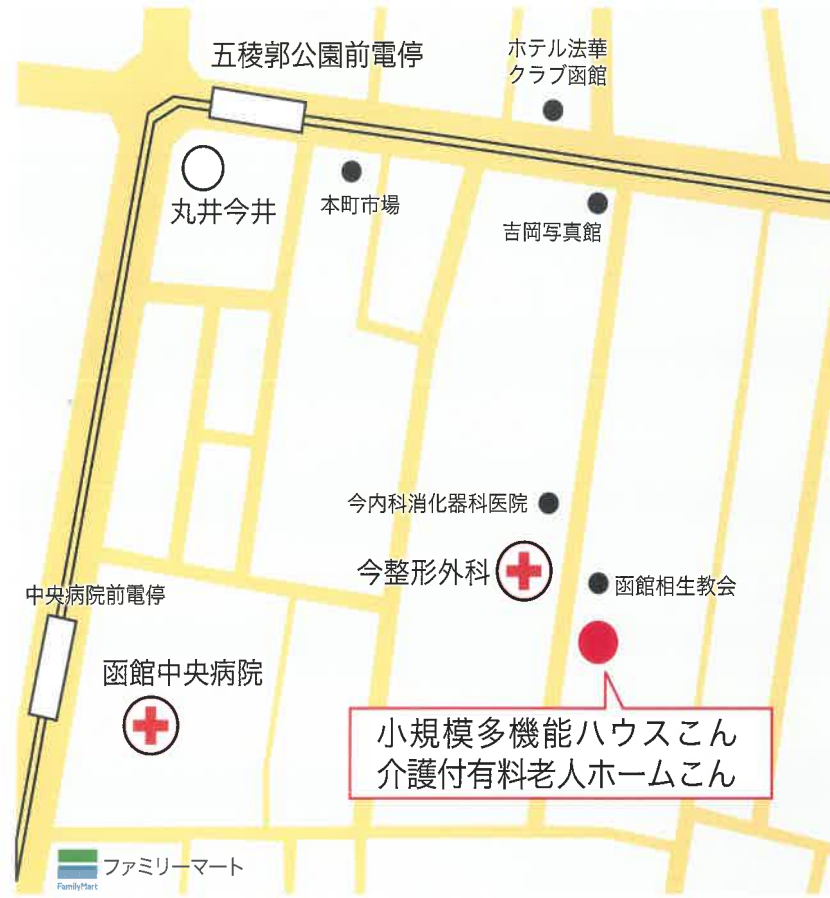 五稜郭公園前電停
ホテル法華
クラブ函館
丸井今井
本町市場
吉岡写真館
今内科消化器科医院
今整形外科
函館相生教会
中央病院前電停
函館中央病院
小規模多機能ハウスこん
介護付有料老人ホームこん
ファミリーマート
FamilyMart